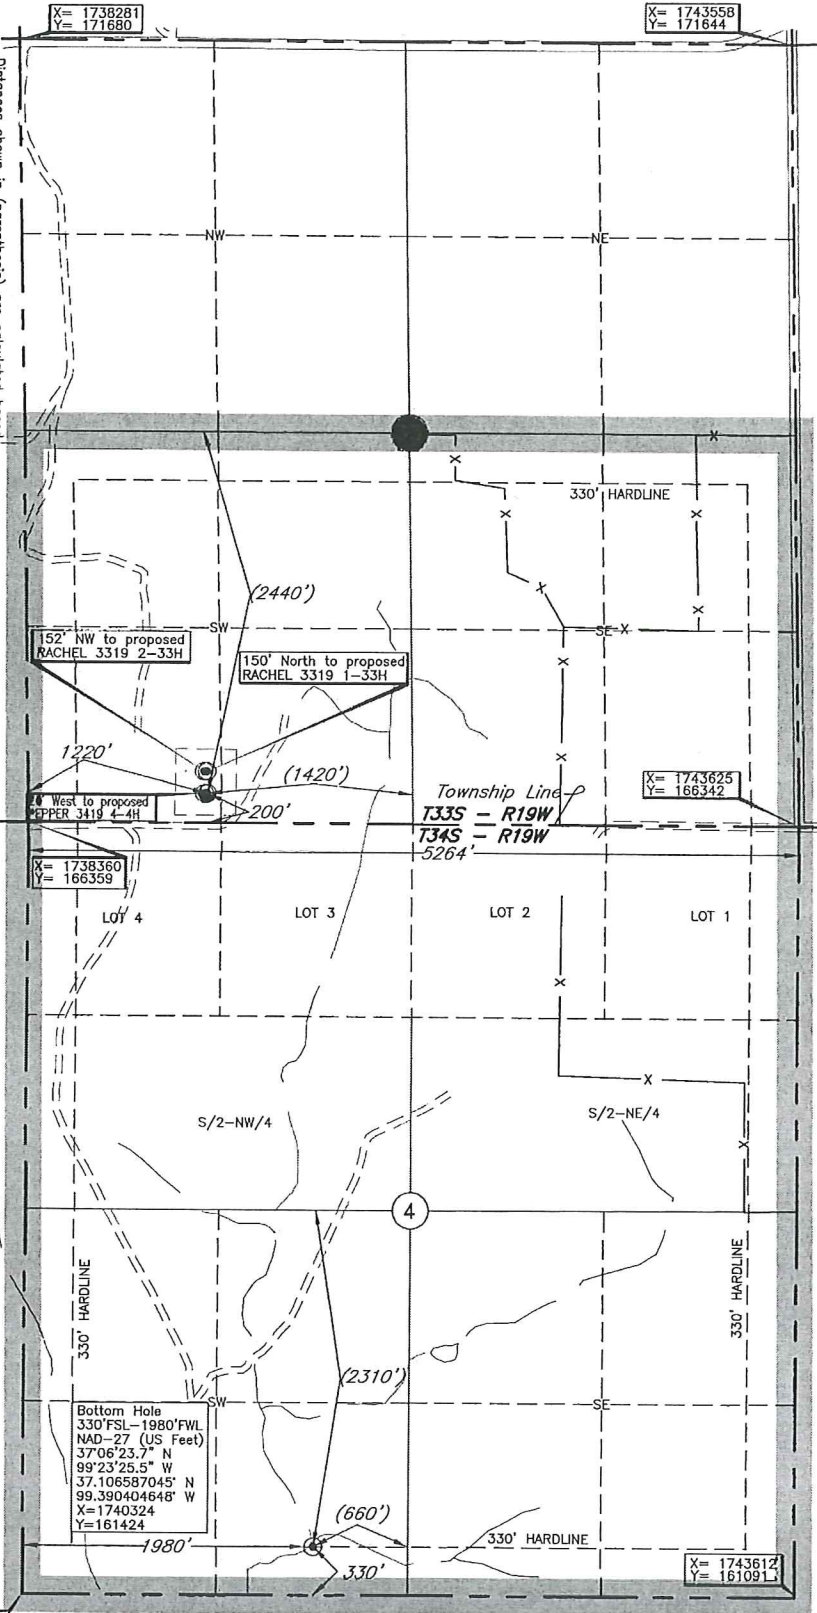 X= 1738281
Y= 171680
X= 1743558
Y= 171644
NW
NE
330' HARDLINE
(2440')
SW
SE
152' NW to proposed
RACHEL 3319 2-33H
150' North to proposed
RACHEL 3319 1-33H
1220'
(1420')
X= 1743625
Y= 166342
Township Line
West to proposed
EPPER 3419 4-4H
200'
T33S - R19W
T34S - R19W
5264'
X= 1738360
Y= 166359
LOT 4
LOT 3
LOT 2
LOT 1
S/2-NW/4
S/2-NE/4
4
330' HARDLINE
330' HARDLINE
(2310')
SW
SE
Bottom Hole
330'FSL-1980'FWL
NAD-27 (US Feet)
37°06'23.7" N
99°23'25.5" W
37.106587045° N
99.390404648° W
X=1740324
Y=161424
(660')
330' HARDLINE
1980'
330'
X= 1743612
Y= 161091